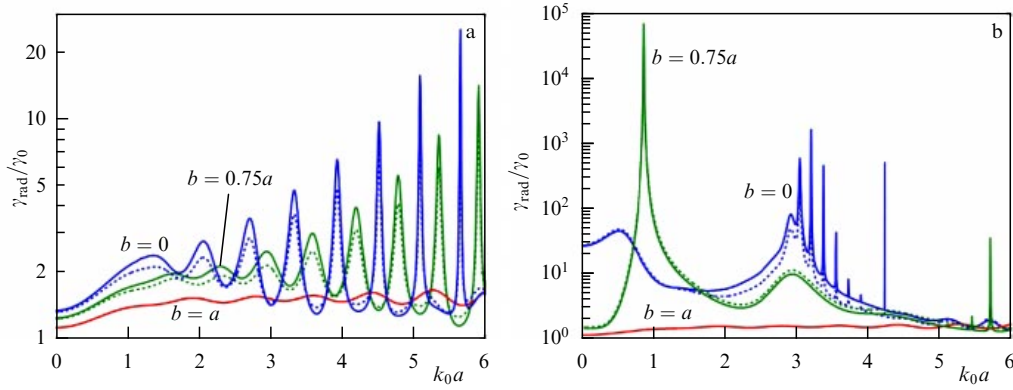 a
20
10
5
2
1
γrad/γ0
b = 0.75a
b = 0
b = a
0 1 2 3 4 5 6
k0a
b
10^5
10^4
10^3
10^2
10^1
10^0
γrad/γ0
b = 0.75a
b = 0
b = a
0 1 2 3 4 5 6
k0a